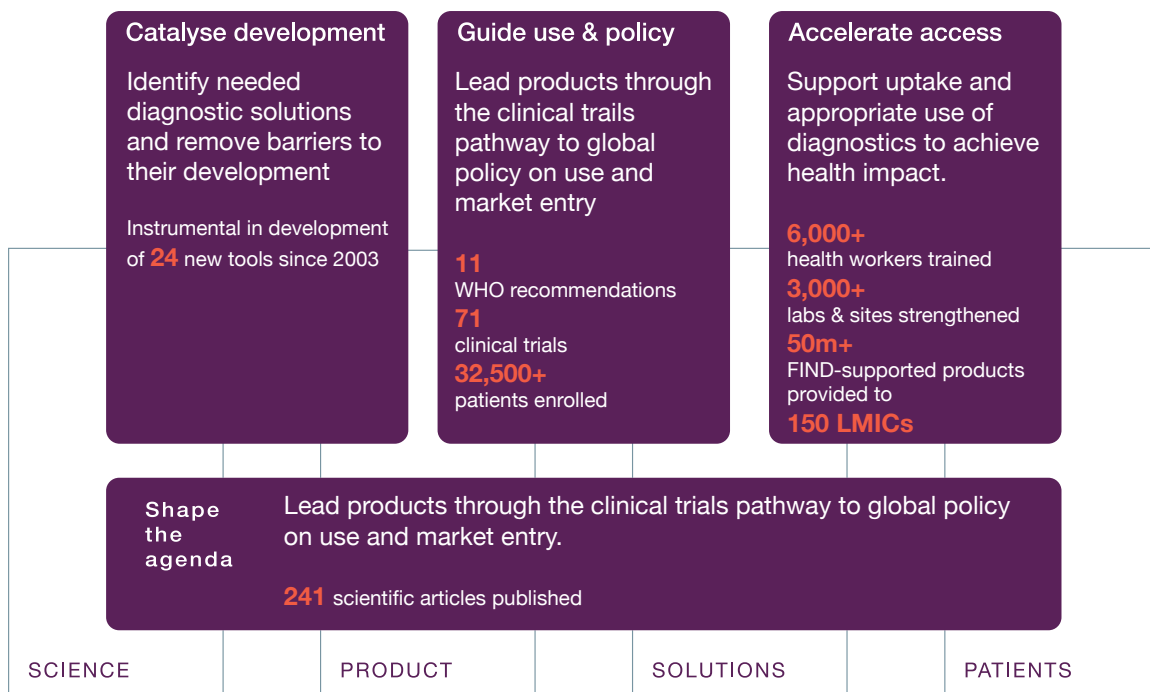 Catalyse development
Identify needed
diagnostic solutions
and remove barriers to
their development
Instrumental in development
of 24 new tools since 2003
Guide use & policy
Lead products through
the clinical trails
pathway to global
policy on use and
market entry
11
WHO recommendations
71
clinical trials
32,500+
patients enrolled
Accelerate access
Support uptake and
appropriate use of
diagnostics to achieve
health impact.
6,000+
health workers trained
3,000+
labs & sites strengthened
50m+
FIND-supported products
provided to
150 LMICs
Shape
the
agenda
Lead products through the clinical trials pathway to global policy
on use and market entry.
241 scientific articles published
SCIENCE
PRODUCT
SOLUTIONS
PATIENTS